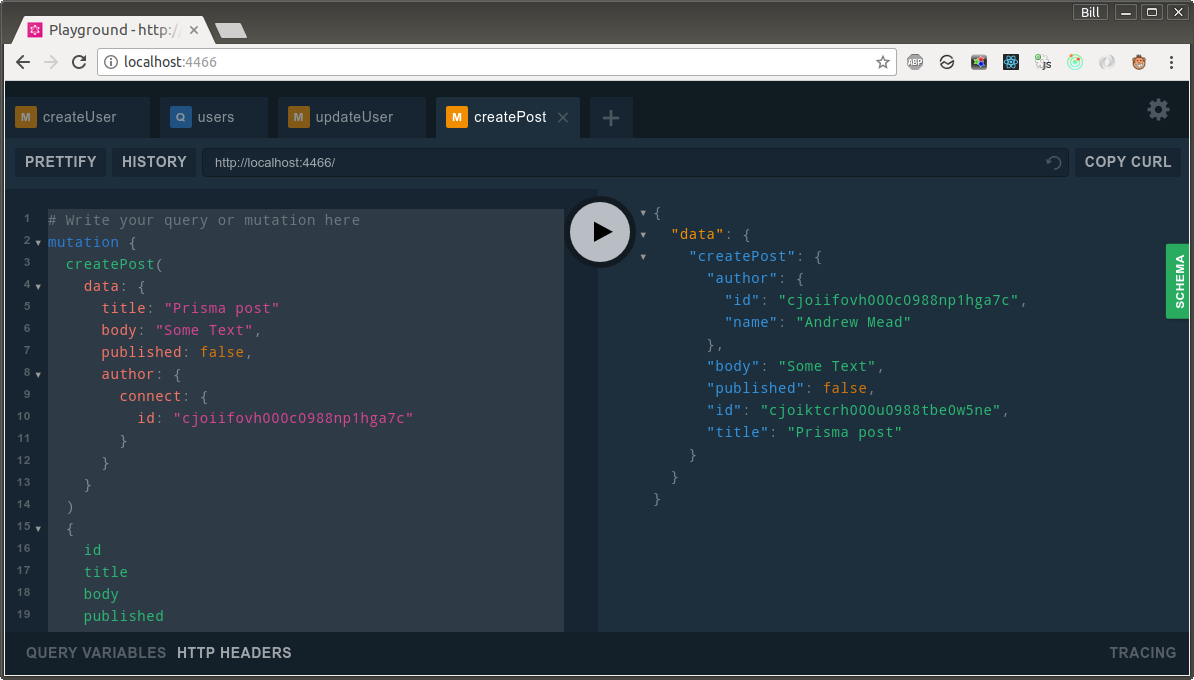 Bill
Playground - http:/
localhost:4466
ABP
js
M createUser
Q users
M updateUser
M createPost
PRETTIFY
HISTORY
http://localhost:4466/
COPY CURL
1 # Write your query or mutation here
2 mutation {
3 createPost(
4 data: {
5 title: "Prisma post"
6 body: "Some Text",
7 published: false,
8 author: {
9 connect: {
10 id: "cjoiifovh000c0988np1hga7c"
11 }
12 }
13 }
14 )
15 {
16 id
17 title
18 body
19 published
{
"data": {
"createPost": {
"author": {
"id": "cjoiifovh000c0988np1hga7c",
"name": "Andrew Mead"
},
"body": "Some Text",
"published": false,
"id": "cjoiktcrh000u0988tbe0w5ne",
"title": "Prisma post"
}
}
}
SCHEMA
QUERY VARIABLES
HTTP HEADERS
TRACING